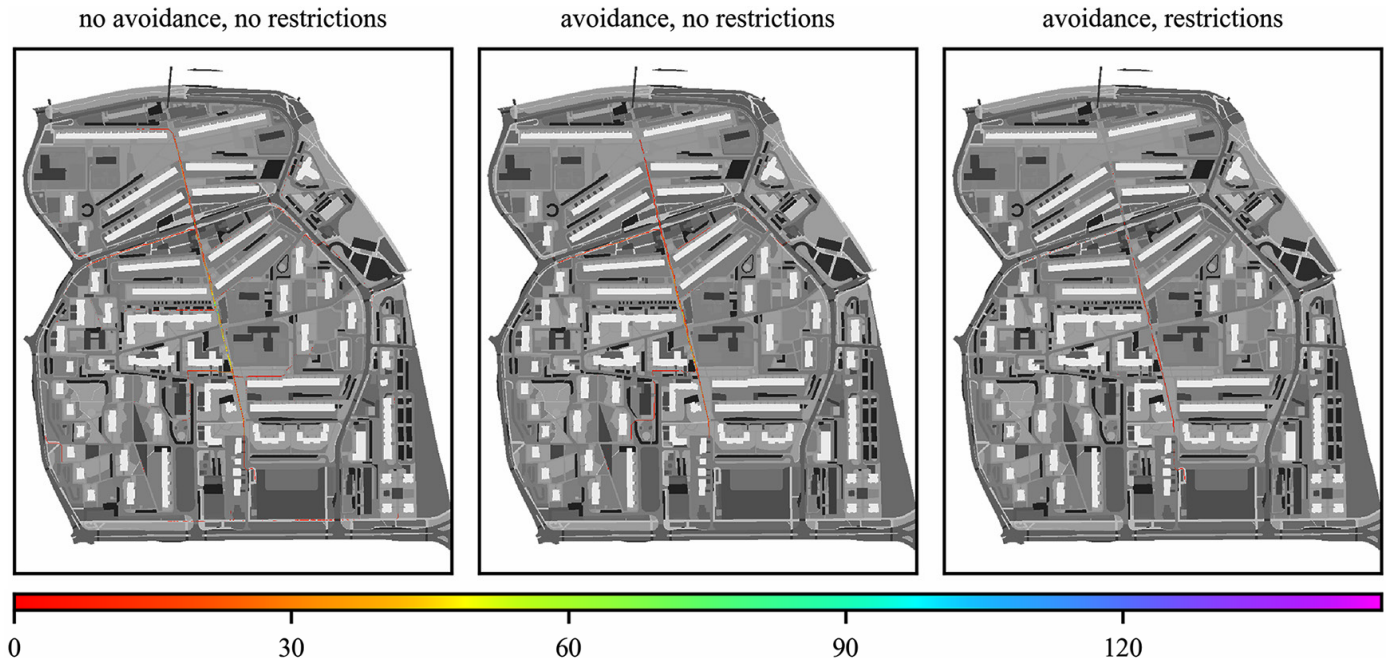 no avoidance, no restrictions
avoidance, no restrictions
avoidance, restrictions
0 30 60 90 120